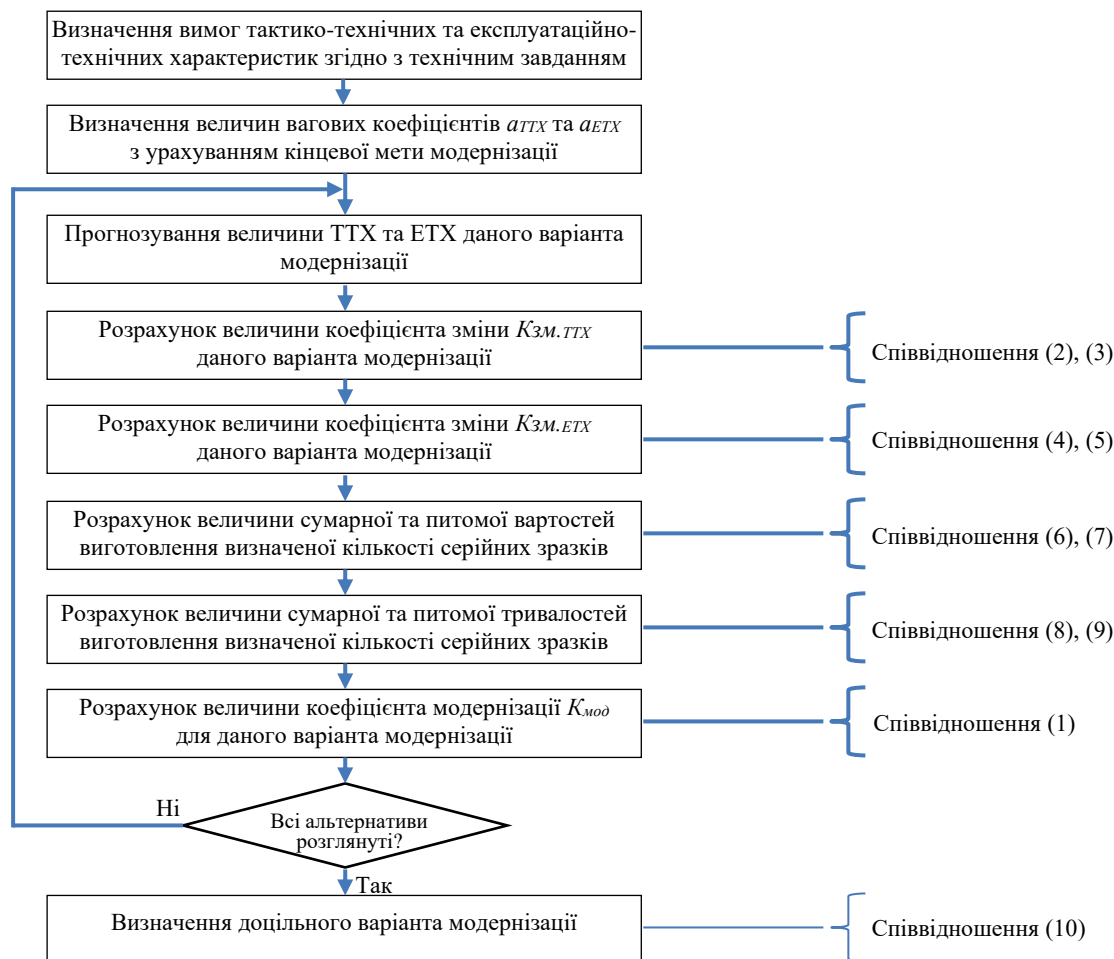 Визначення вимог тактико-технічних та експлуатаційно-
технічних характеристик згідно з технічним завданням
Визначення величин вагових коефіцієнтів aТТХ та aЕТХ
з урахуванням кінцевої мети модернізації
Прогнозування величини ТТХ та ЕТХ даного варіанта
модернізації
Розрахунок величини коефіцієнта зміни Kзм.ТТХ
даного варіанта модернізації
Співвідношення (2), (3)
Розрахунок величини коефіцієнта зміни Kзм.ЕТХ
даного варіанта модернізації
Співвідношення (4), (5)
Розрахунок величини сумарної та питомої вартостей
виготовлення визначеної кількості серійних зразків
Співвідношення (6), (7)
Розрахунок величини сумарної та питомої тривалостей
виготовлення визначеної кількості серійних зразків
Співвідношення (8), (9)
Розрахунок величини коефіцієнта модернізації Kмод
для даного варіанта модернізації
Співвідношення (1)
Ні
Всі альтернативи
розглянуті?
Так
Визначення доцільного варіанта модернізації
Співвідношення (10)